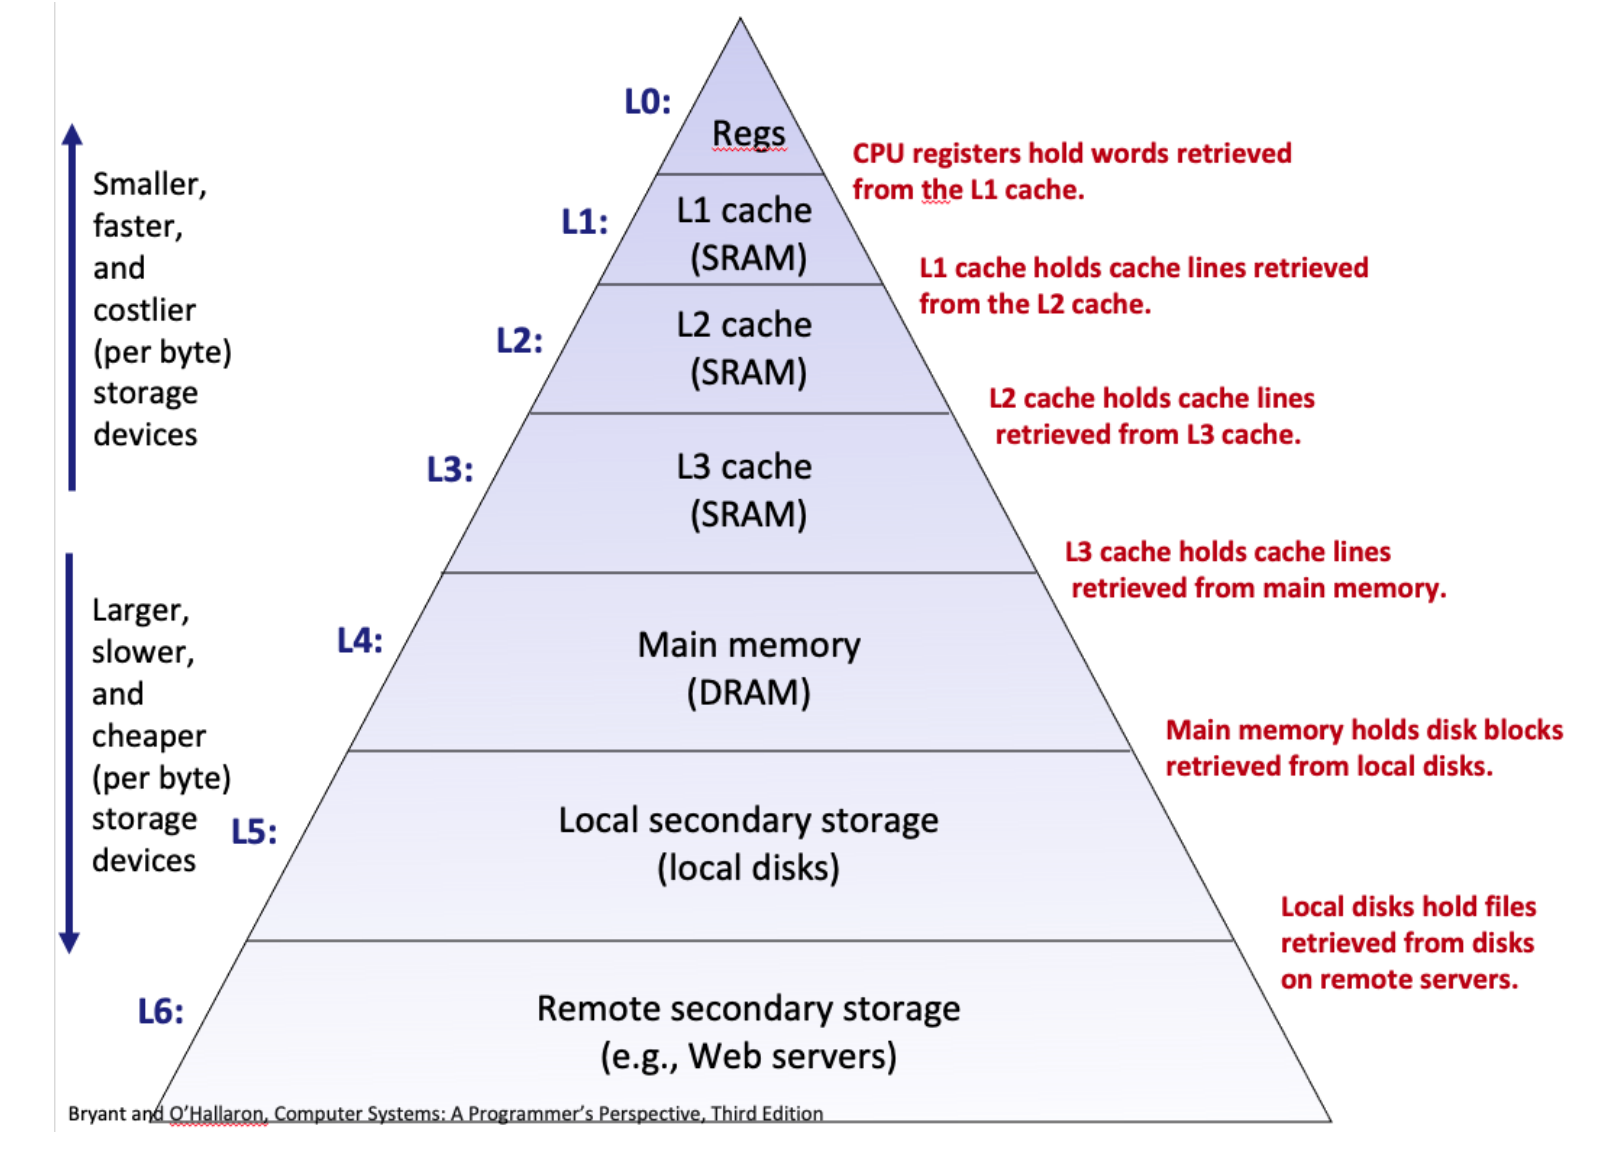 L0:
Regs
CPU registers hold words retrieved
from the L1 cache.
Smaller,
faster,
and
costlier
(per byte)
storage
devices
L1:
L1 cache
(SRAM)
L1 cache holds cache lines retrieved
from the L2 cache.
L2:
L2 cache
(SRAM)
L2 cache holds cache lines
retrieved from L3 cache.
L3:
L3 cache
(SRAM)
L3 cache holds cache lines
retrieved from main memory.
Larger,
slower,
and
cheaper
(per byte)
storage
devices
L4:
Main memory
(DRAM)
Main memory holds disk blocks
retrieved from local disks.
L5:
Local secondary storage
(local disks)
Local disks hold files
retrieved from disks
on remote servers.
L6:
Remote secondary storage
(e.g., Web servers)
Bryant and O’Hallaron, Computer Systems: A Programmer’s Perspective, Third Edition